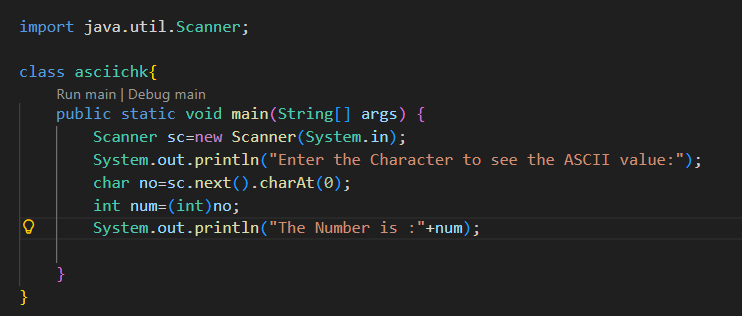 import java.util.Scanner;
class asciichk{
Run main | Debug main
public static void main(String[] args) {
Scanner sc=new Scanner(System.in);
System.out.println("Enter the Character to see the ASCII value:");
char no=sc.next().charAt(0);
int num=(int)no;
System.out.println("The Number is :"+num);
}
}